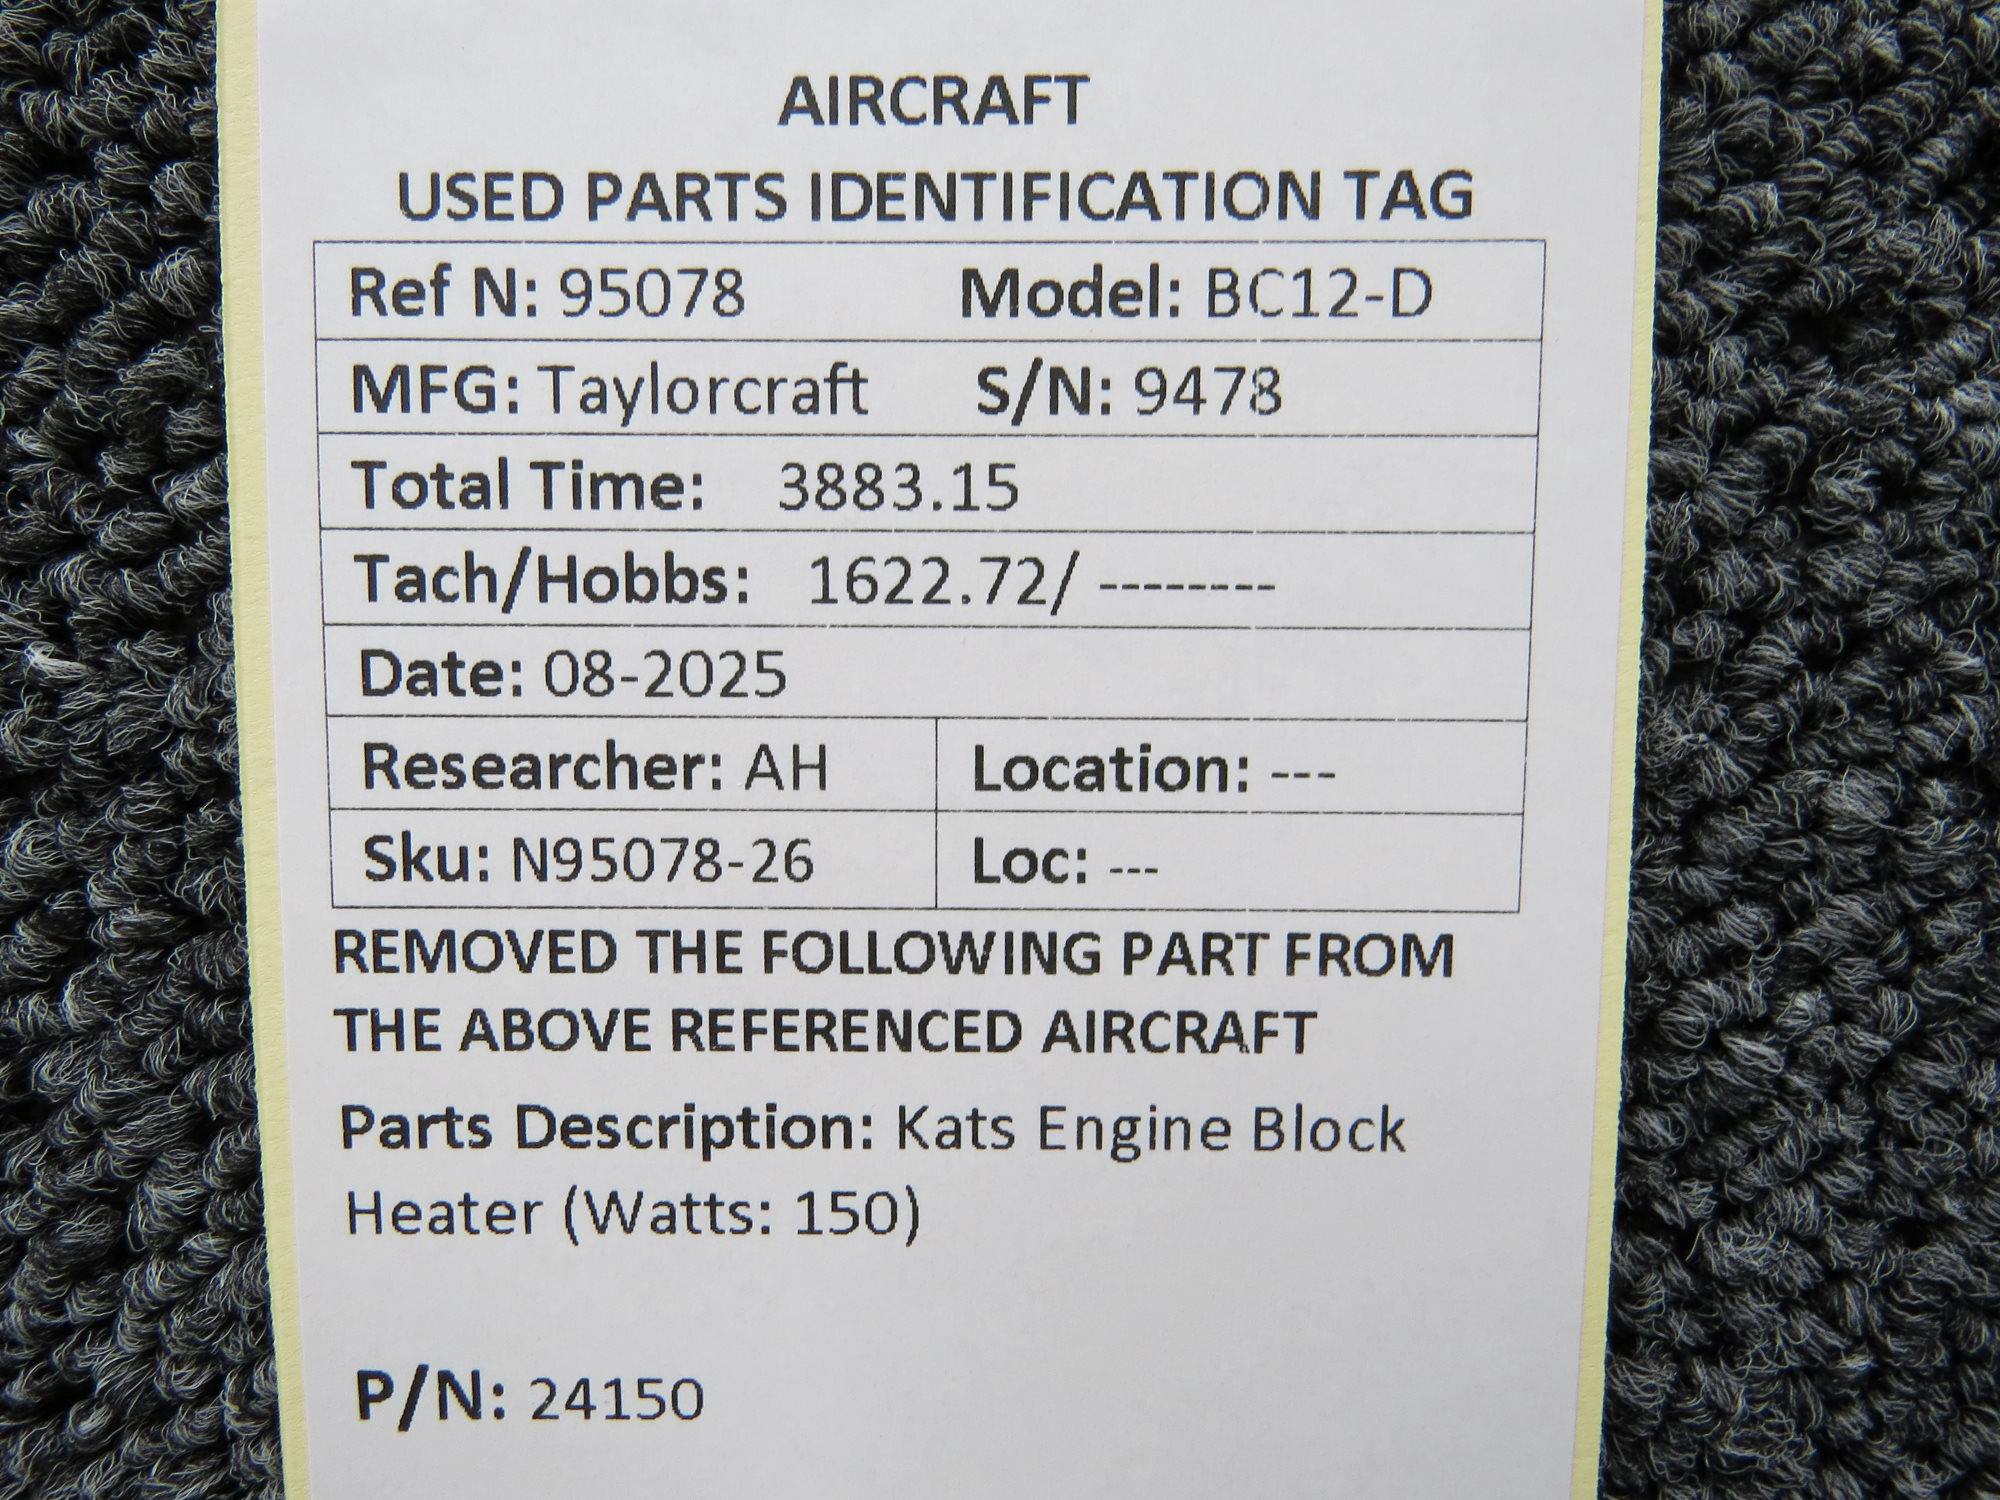 AIRCRAFT
USED PARTS IDENTIFICATION TAG
Ref N: 95078 Model: BC12-D
MFG: Taylorcraft S/N: 9478
Total Time: 3883.15
Tach/Hobbs: 1622.72/ --------
Date: 08-2025
Researcher: AH Location: ---
Sku: N95078-26 Loc: ---
REMOVED THE FOLLOWING PART FROM
THE ABOVE REFERENCED AIRCRAFT
Parts Description: Kats Engine Block
Heater (Watts: 150)
P/N: 24150